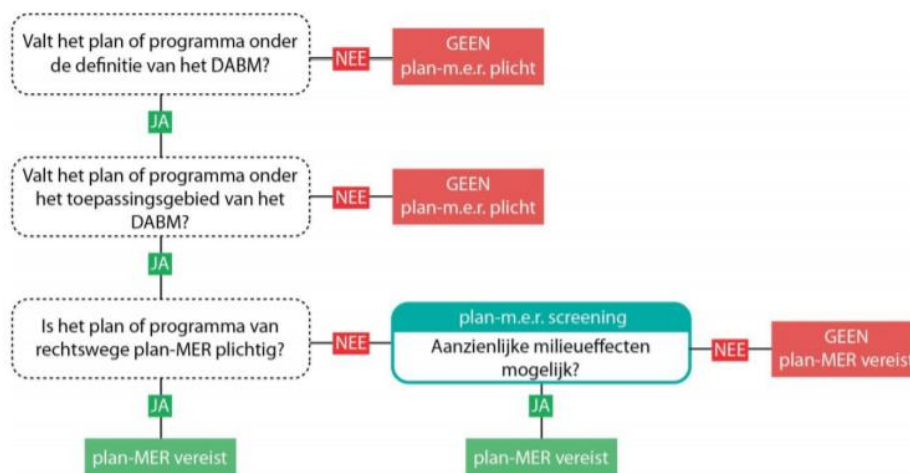 Valt het plan of programma onder
de definitie van het DABM?
NEE
GEEN
plan-m.e.r. plicht
JA
Valt het plan of programma onder
het toepassingsgebied van het
DABM?
NEE
GEEN
plan-m.e.r. plicht
JA
Is het plan of programma van
rechtswege plan-MER plichtig?
NEE
plan-m.e.r. screening
Aanzienlijke milieueffecten
mogelijk?
NEE
GEEN
plan-MER vereist
JA
JA
plan-MER vereist
plan-MER vereist